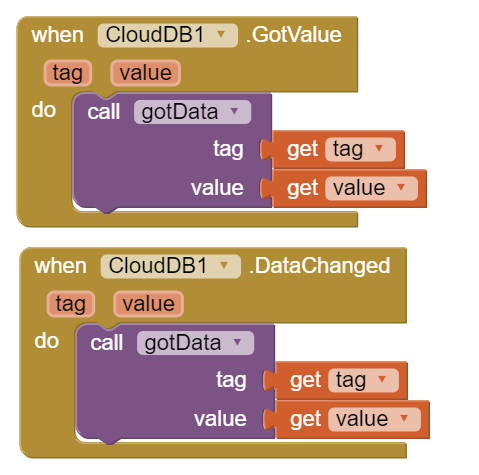 when CloudDB1 .GotValue
tag value
do call gotData
tag get tag
value get value
when CloudDB1 .DataChanged
tag value
do call gotData
tag get tag
value get value